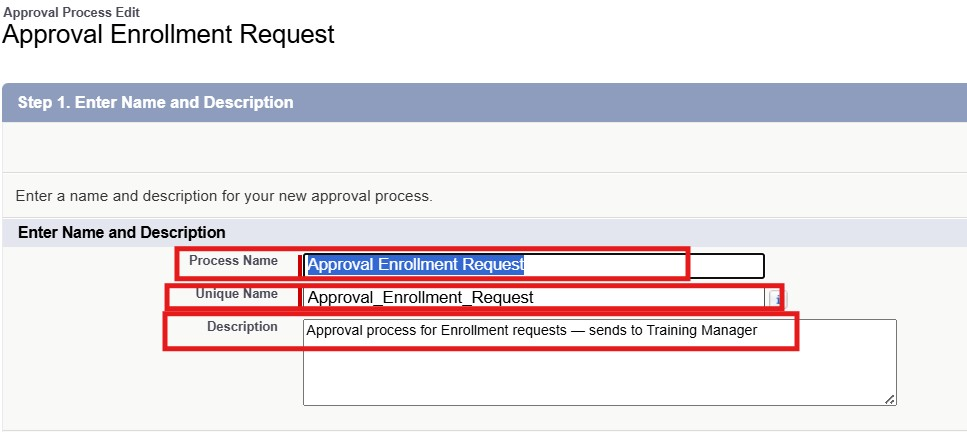 Approval Process Edit
Approval Enrollment Request
Step 1. Enter Name and Description
Enter a name and description for your new approval process.
Enter Name and Description
Process Name Approval Enrollment Request
Unique Name Approval_Enrollment_Request i
Description Approval process for Enrollment requests — sends to Training Manager